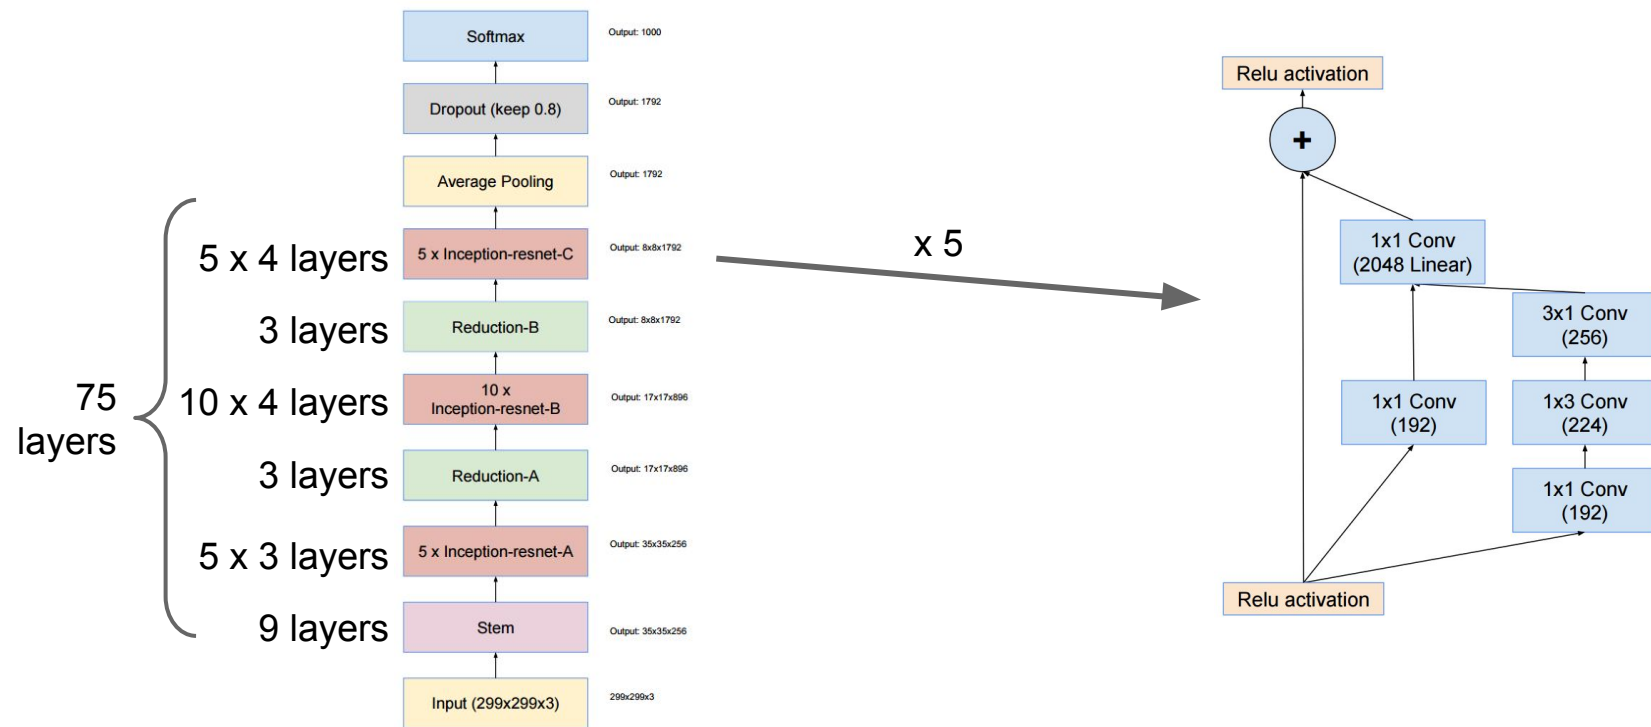 Softmax
Output: 1000
Dropout (keep 0.8)
Output: 1792
Average Pooling
Output: 1792
5 x 4 layers
5 x Inception-resnet-C
Output: 8x8x1792
3 layers
Reduction-B
Output: 8x8x1792
75
layers
10 x 4 layers
10 x
Inception-resnet-B
Output: 17x17x896
3 layers
Reduction-A
Output: 17x17x896
5 x 3 layers
5 x Inception-resnet-A
Output: 35x35x256
9 layers
Stem
Output: 35x35x256
Input (299x299x3)
299x299x3
x 5
Relu activation
+
1x1 Conv
(2048 Linear)
3x1 Conv
(256)
1x1 Conv
(192)
1x3 Conv
(224)
1x1 Conv
(192)
Relu activation